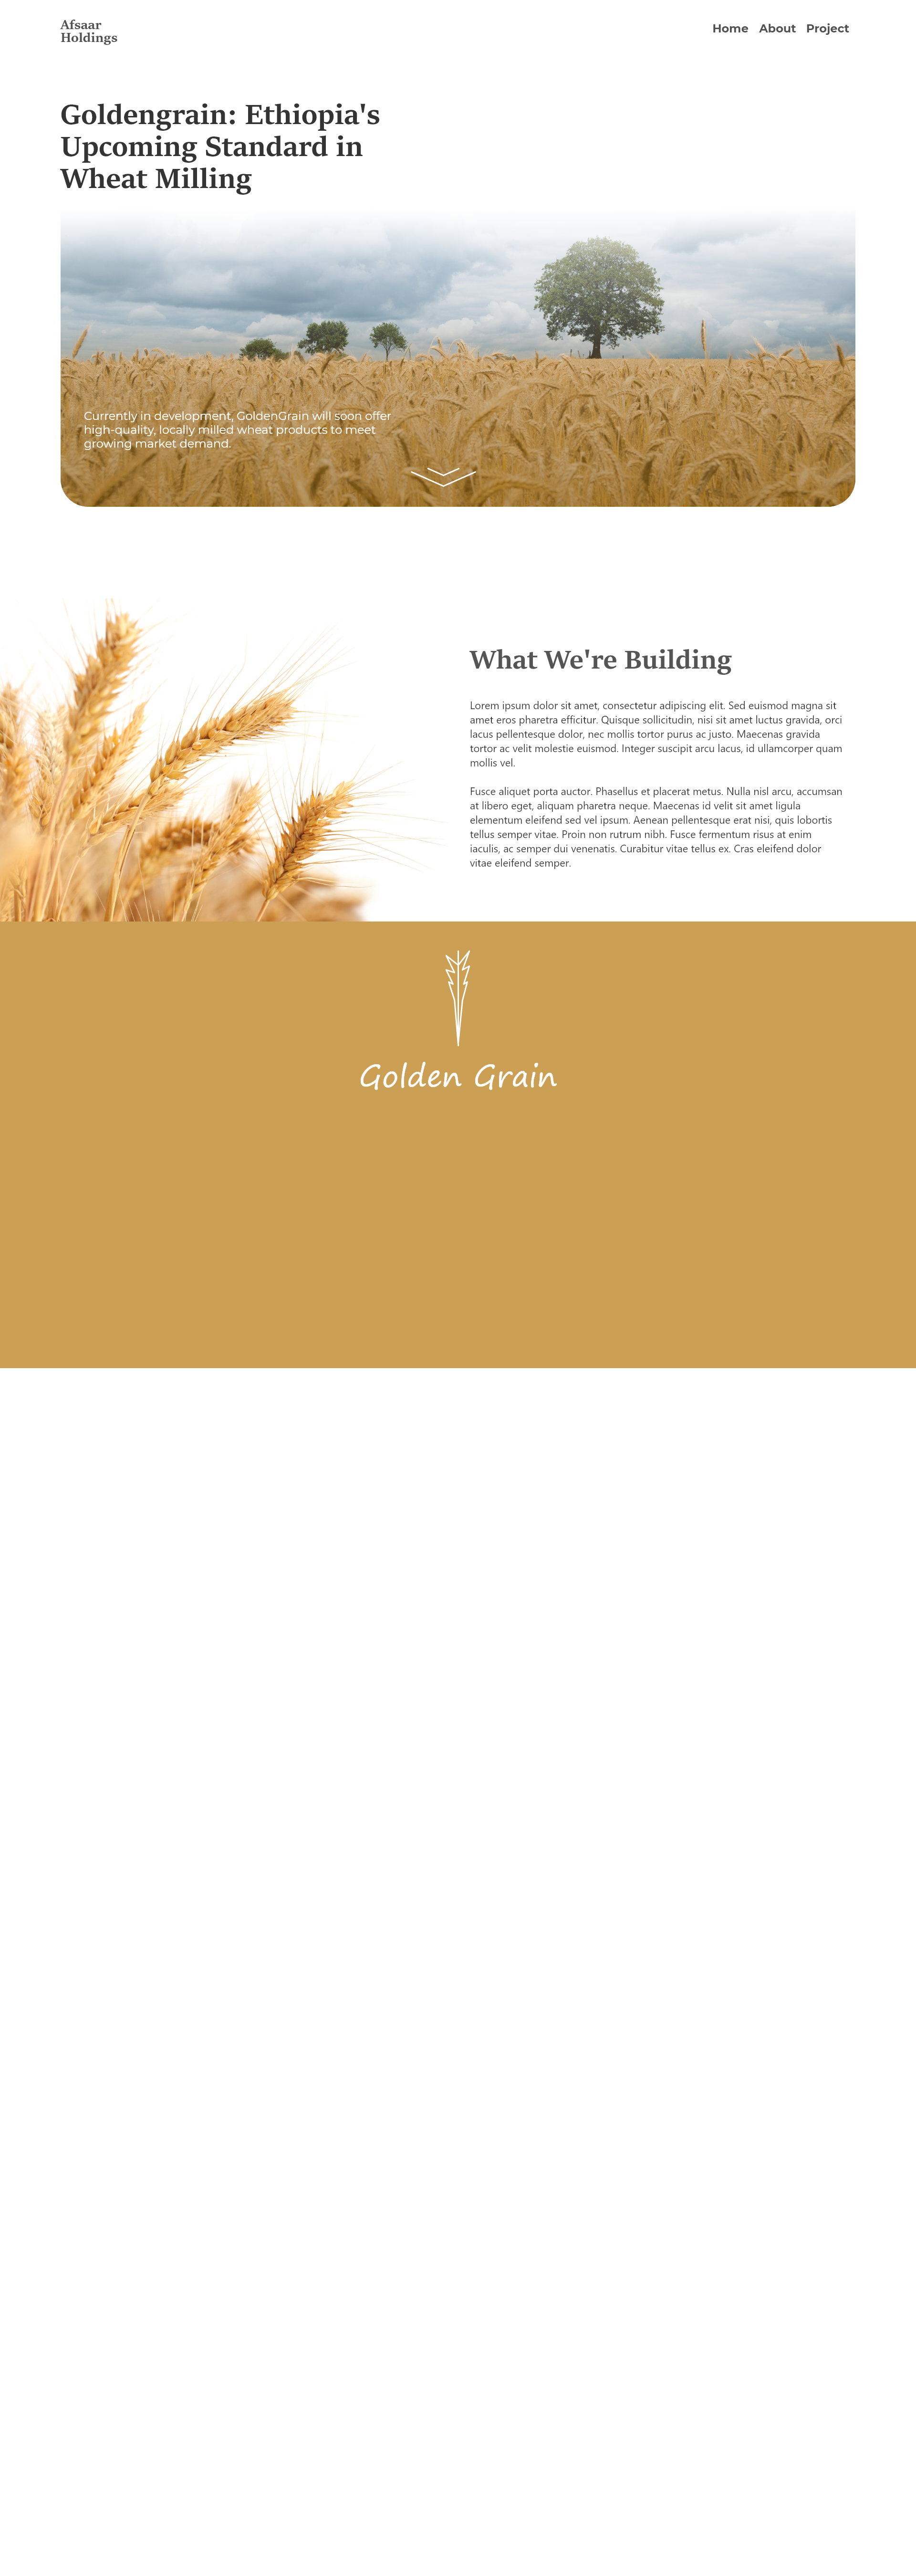 Afsaar
Holdings
Home About Project
Goldengrain: Ethiopia's
Upcoming Standard in
Wheat Milling
Currently in development, GoldenGrain will soon offer
high-quality, locally milled wheat products to meet
growing market demand.
What We're Building
Lorem ipsum dolor sit amet, consectetur adipiscing elit. Sed euismod magna sit
amet eros pharetra efficitur. Quisque sollicitudin, nisi sit amet luctus gravida, orci
lacus pellentesque dolor, nec mollis tortor purus ac justo. Maecenas gravida
tortor ac velit molestie euismod. Integer suscipit arcu lacus, id ullamcorper quam
mollis vel.
Fusce aliquet porta auctor. Phasellus et placerat metus. Nulla nisl arcu, accumsan
at libero eget, aliquam pharetra neque. Maecenas id velit sit amet ligula
elementum eleifend sed vel ipsum. Aenean pellentesque erat nisi, quis lobortis
tellus semper vitae. Proin non rutrum nibh. Fusce fermentum risus at enim
iaculis, ac semper dui venenatis. Curabitur vitae tellus ex. Cras eleifend dolor
vitae eleifend semper.
Golden Grain